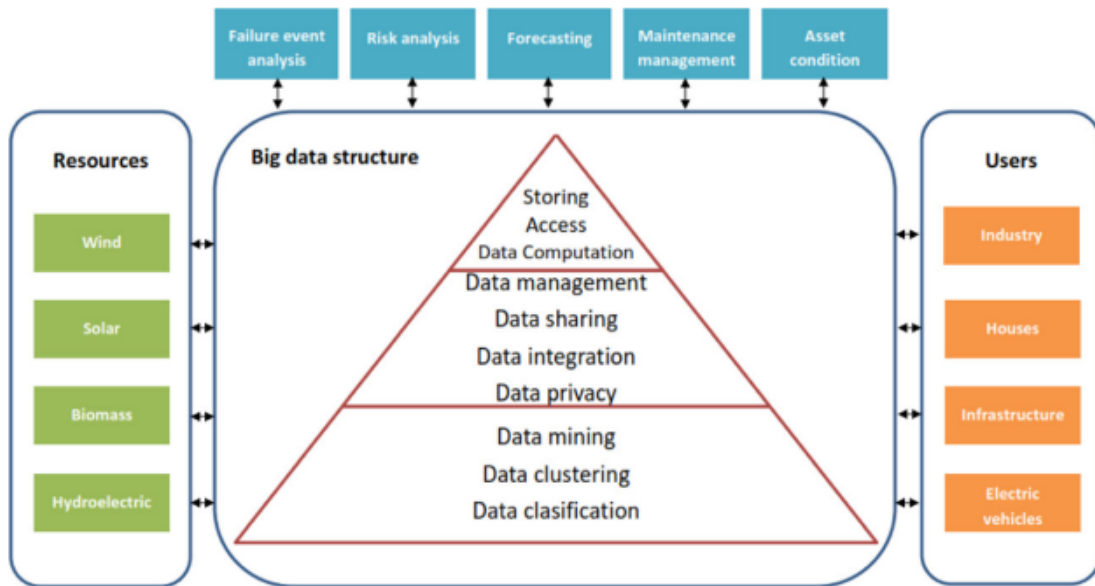 Failure event
analysis
Risk analysis
Forecasting
Maintenance
management
Asset
condition
Resources
Wind
Solar
Biomass
Hydroelectric
Big data structure
Storing
Access
Data Computation
Data management
Data sharing
Data integration
Data privacy
Data mining
Data clustering
Data clasification
Users
Industry
Houses
Infrastructure
Electric
vehicles